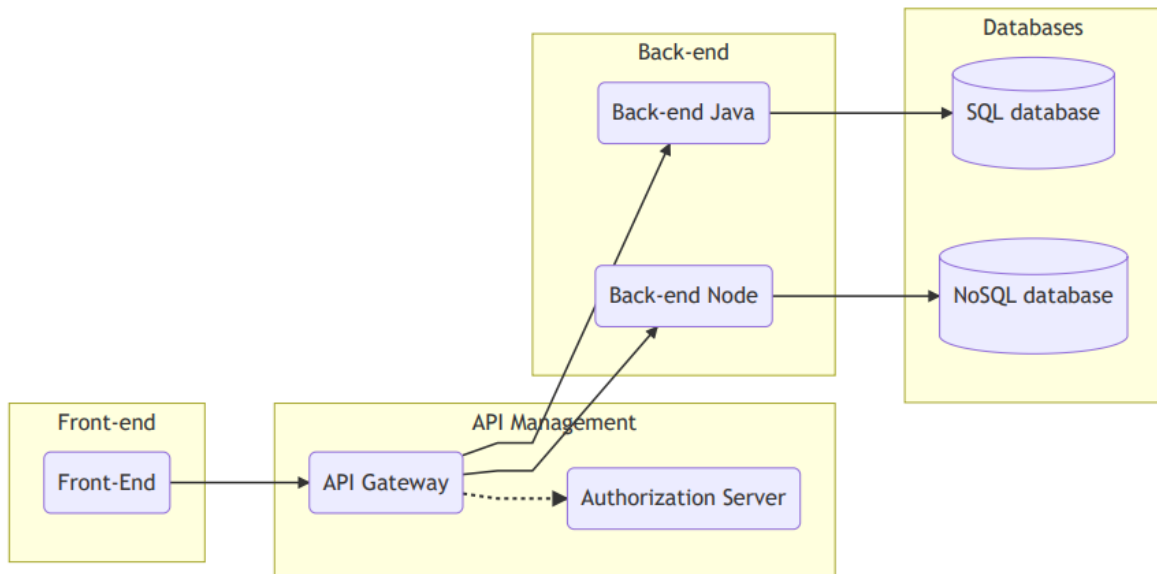 Databases
Back-end
Back-end Java
SQL database
Back-end Node
NoSQL database
Front-end
API Management
Front-End
API Gateway
Authorization Server